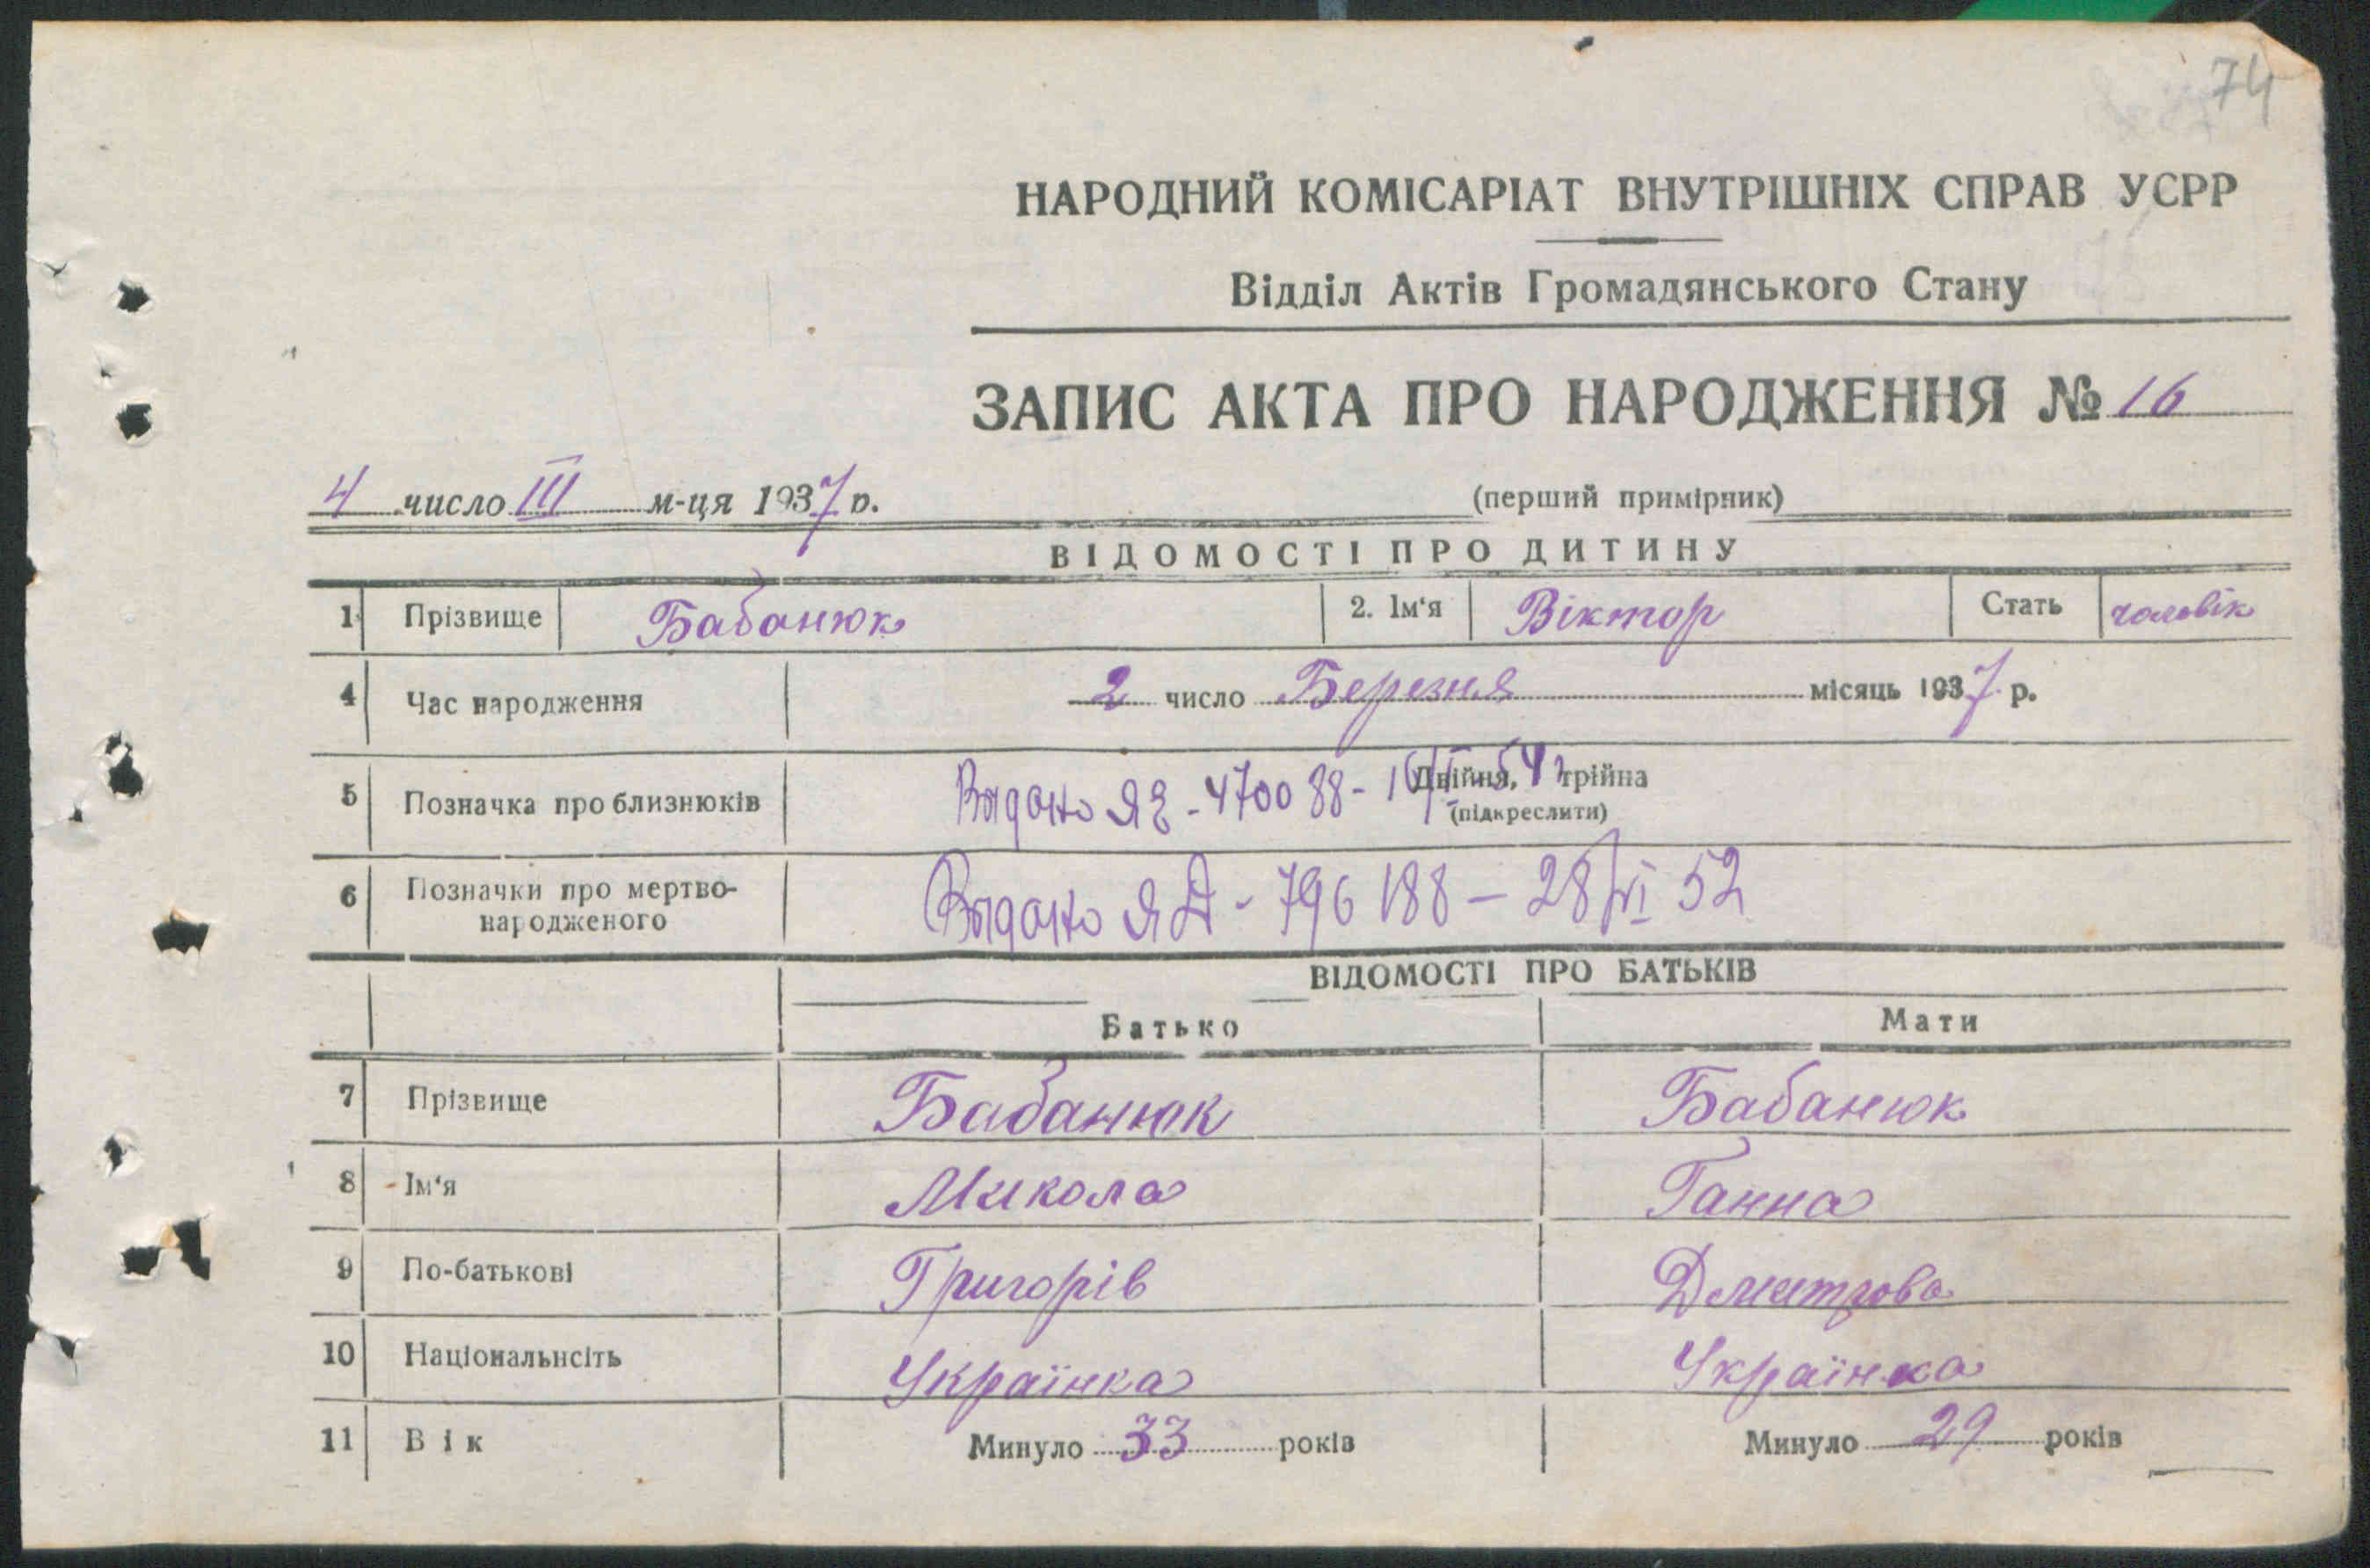 74
НАРОДНИЙ КОМІСАРІАТ ВНУТРІШНІХ СПРАВ УСРР
Відділ Актів Громадянського Стану
ЗАПИС АКТА ПРО НАРОДЖЕННЯ № 16
4 число III м-ця 1937 р.
(перший примірник)
ВІДОМОСТІ ПРО ДИТИНУ
1 Прізвище Бабанюк 2. Ім'я Віктор Стать чоловік
4 Час народження 2 число Березня місяць 1937 р.
5 Позначка про близнюків Выдано ЯЕ - 470088 - Двійня, трійна
(підкреслити)
6 Позначки про мертво-
народженого Выдано ЯД - 796188 – 28/VI 52
ВІДОМОСТІ ПРО БАТЬКІВ
Батько Мати
7 Прізвище Бабанюк Бабанюк
8 Ім'я Микола Ганна
9 По-батькові Григорів Дмитрова
10 Національнсіть Українка Українка
11 Вік Минуло 33 років Минуло 29 років